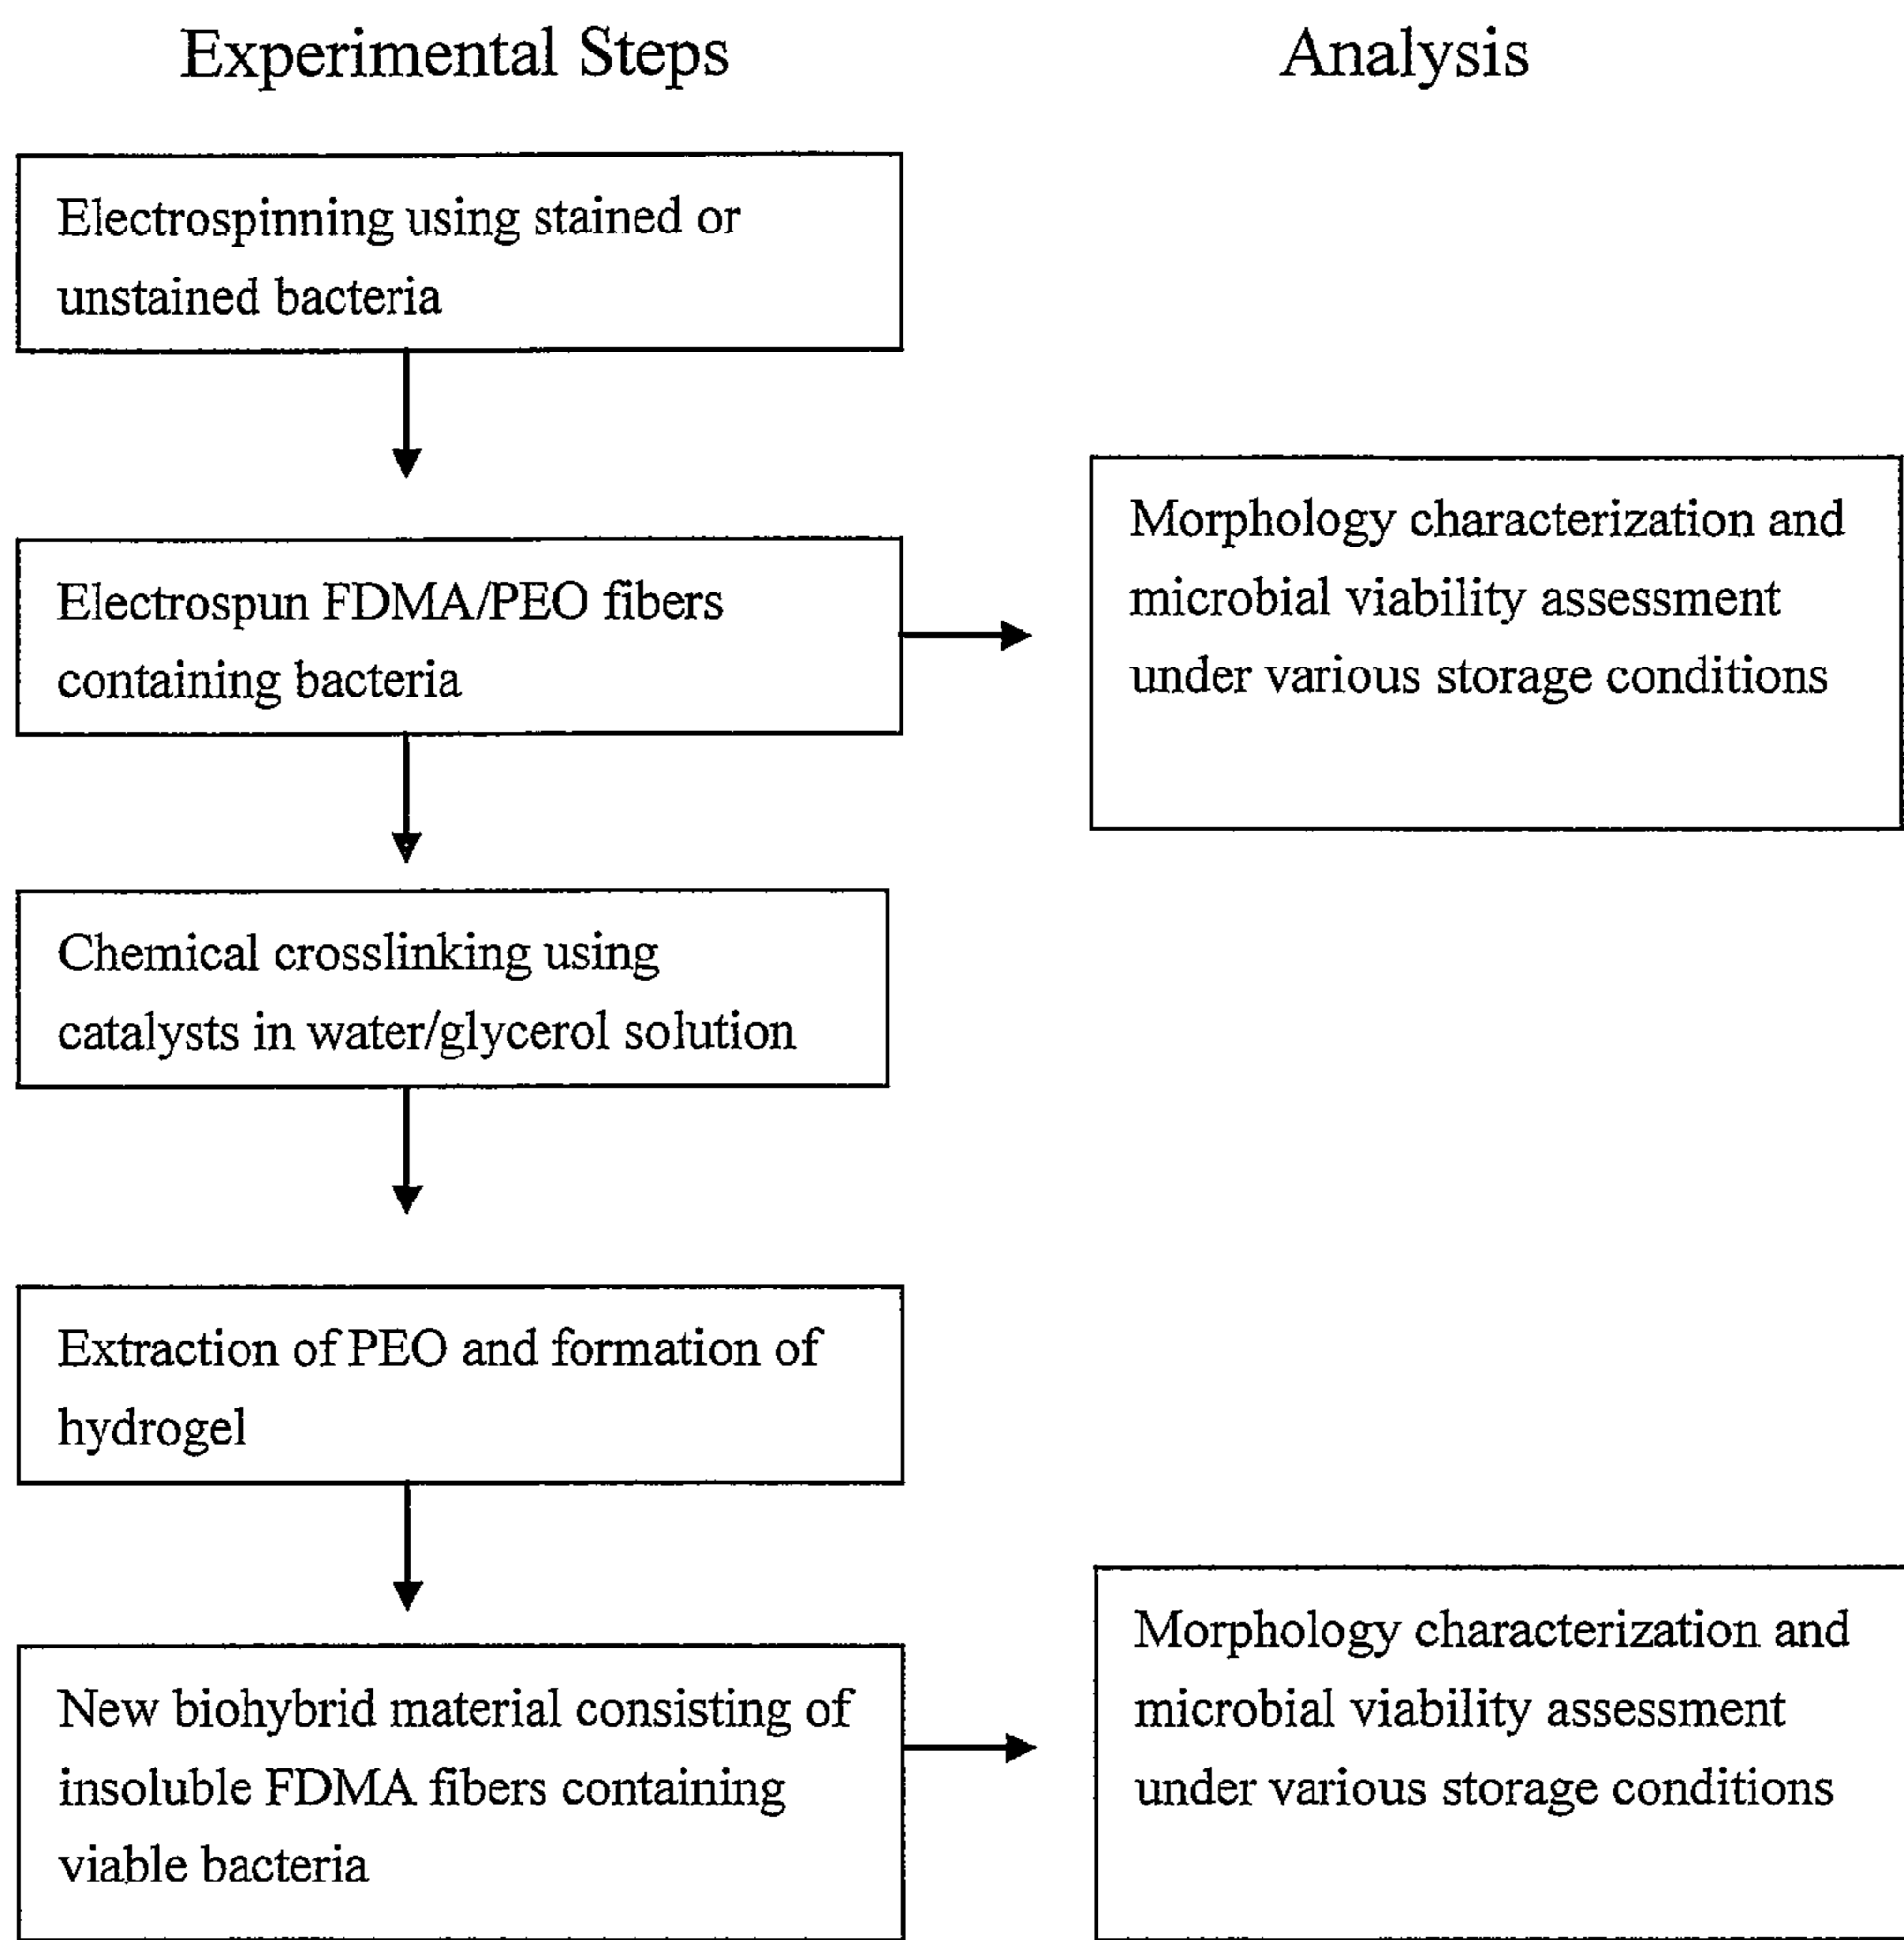 Experimental Steps
Analysis
Electrospinning using stained or
unstained bacteria
Electrospun FDMA/PEO fibers
containing bacteria
Morphology characterization and
microbial viability assessment
under various storage conditions
Chemical crosslinking using
catalysts in water/glycerol solution
Extraction of PEO and formation of
hydrogel
New biohybrid material consisting of
insoluble FDMA fibers containing
viable bacteria
Morphology characterization and
microbial viability assessment
under various storage conditions